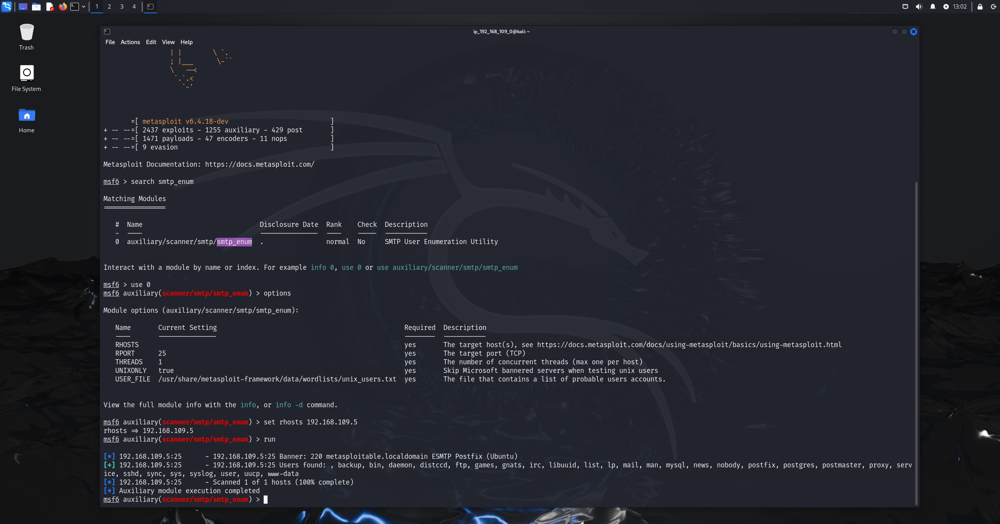 1 2 3 4 13:02
Trash
File System
Home
ip_192_168_109_0@kali: ~
File Actions Edit View Help
| | \ `.
; |___ \-``
\ --<
`.`.<
`-'
=[ metasploit v6.4.18-dev ]
+ -- --=[ 2437 exploits - 1255 auxiliary - 429 post ]
+ -- --=[ 1471 payloads - 47 encoders - 11 nops ]
+ -- --=[ 9 evasion ]
Metasploit Documentation: https://docs.metasploit.com/
msf6 > search smtp_enum
Matching Modules
================
# Name Disclosure Date Rank Check Description
- ---- --------------- ---- ----- -----------
0 auxiliary/scanner/smtp/smtp_enum . normal No SMTP User Enumeration Utility
Interact with a module by name or index. For example info 0, use 0 or use auxiliary/scanner/smtp/smtp_enum
msf6 > use 0
msf6 auxiliary(scanner/smtp/smtp_enum) > options
Module options (auxiliary/scanner/smtp/smtp_enum):
Name Current Setting Required Description
---- --------------- -------- -----------
RHOSTS yes The target host(s), see https://docs.metasploit.com/docs/using-metasploit/basics/using-metasploit.html
RPORT 25 yes The target port (TCP)
THREADS 1 yes The number of concurrent threads (max one per host)
UNIXONLY true yes Skip Microsoft bannered servers when testing unix users
USER_FILE /usr/share/metasploit-framework/data/wordlists/unix_users.txt yes The file that contains a list of probable users accounts.
View the full module info with the info, or info -d command.
msf6 auxiliary(scanner/smtp/smtp_enum) > set rhosts 192.168.109.5
rhosts => 192.168.109.5
msf6 auxiliary(scanner/smtp/smtp_enum) > run
[*] 192.168.109.5:25 - 192.168.109.5:25 Banner: 220 metasploitable.localdomain ESMTP Postfix (Ubuntu)
[+] 192.168.109.5:25 - 192.168.109.5:25 Users found: , backup, bin, daemon, distccd, ftp, games, gnats, irc, libuuid, list, lp, mail, man, mysql, news, nobody, postfix, postgres, postmaster, proxy, serv
ice, sshd, sync, sys, syslog, user, uucp, www-data
[*] 192.168.109.5:25 - Scanned 1 of 1 hosts (100% complete)
[*] Auxiliary module execution completed
msf6 auxiliary(scanner/smtp/smtp_enum) >